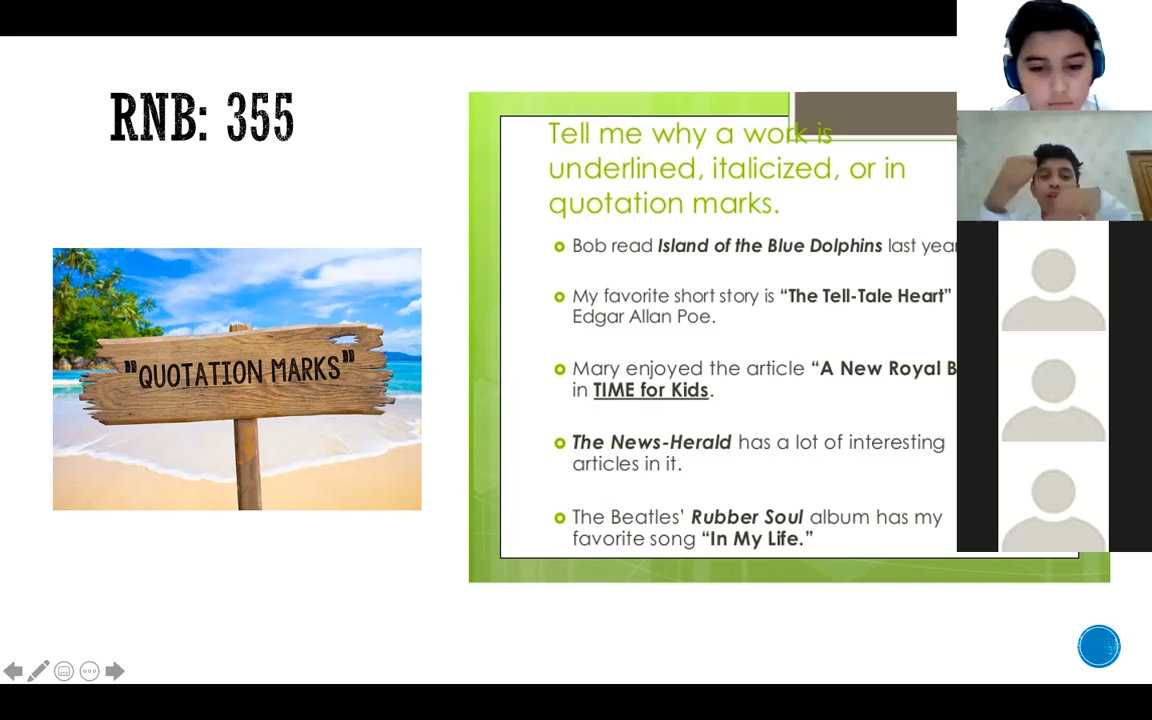 RNB: 355
"QUOTATION MARKS"
Tell me why a work is
underlined, italicized, or in
quotation marks.
Bob read Island of the Blue Dolphins last year
My favorite short story is “The Tell-Tale Heart”
Edgar Allan Poe.
Mary enjoyed the article “A New Royal B
in TIME for Kids.
The News-Herald has a lot of interesting
articles in it.
The Beatles’ Rubber Soul album has my
favorite song “In My Life.”